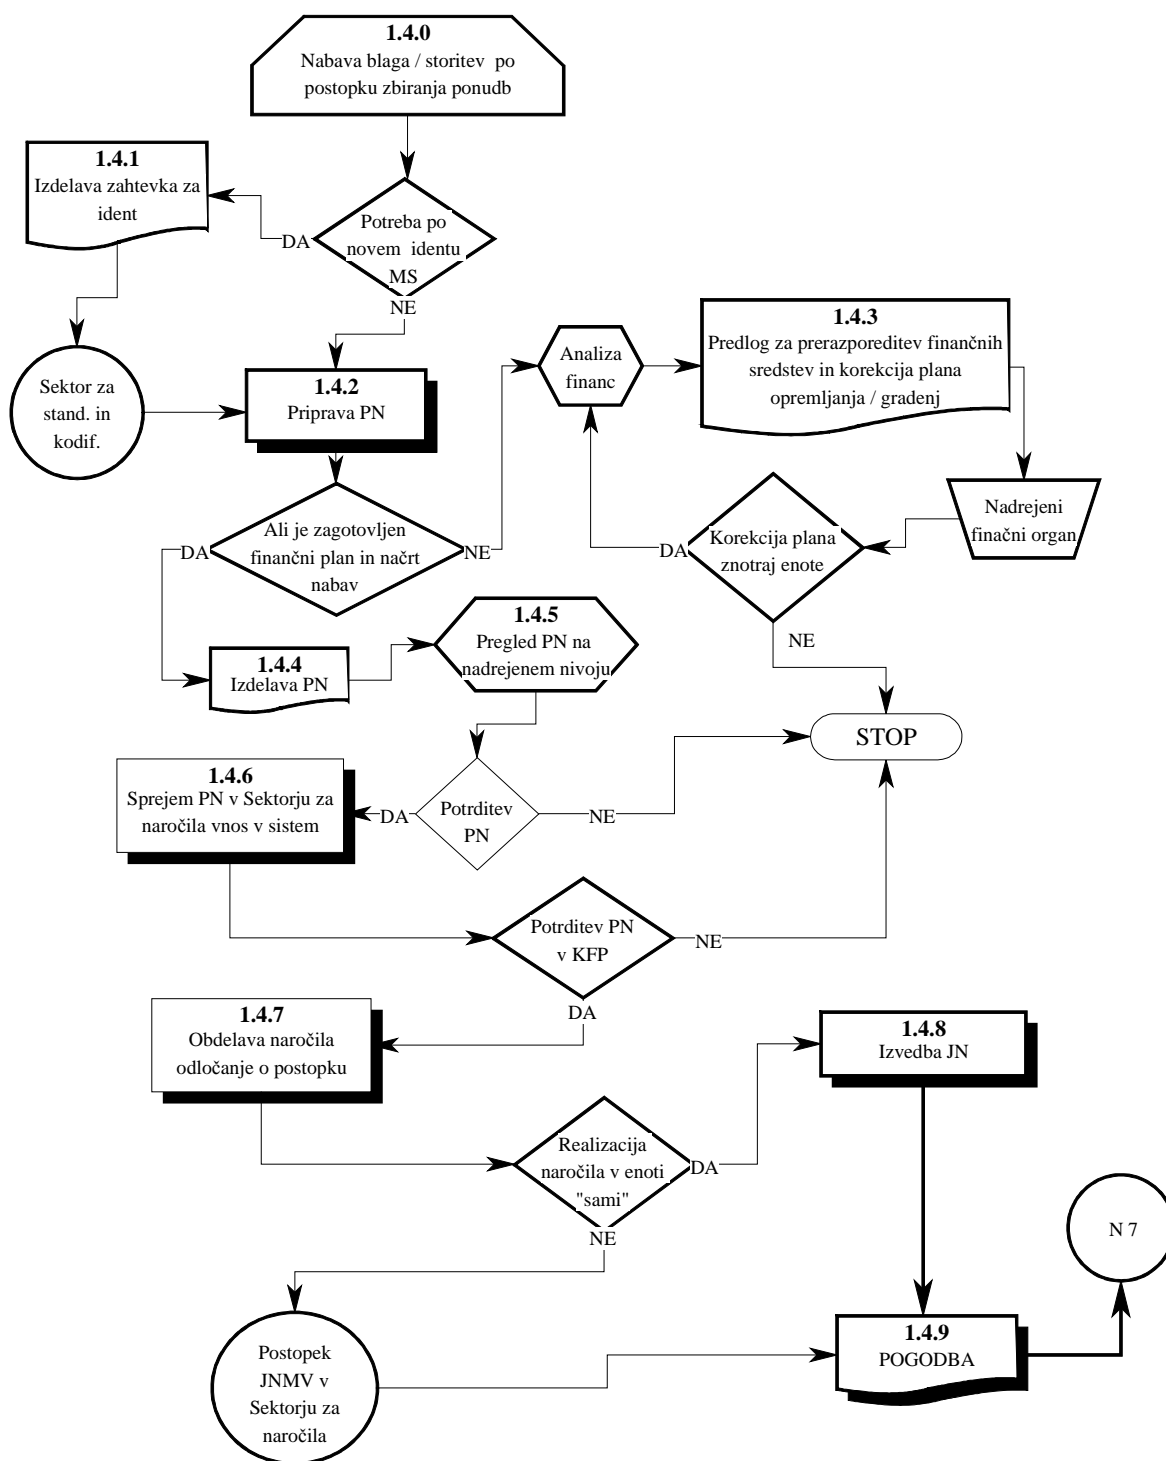 1.4.0
Nabava blaga / storitev po
postopku zbiranja ponudb
1.4.1
Izdelava zahtevka za
ident
Potreba po
novem identu
MS
DA
NE
Sektor za
stand. in
kodif.
1.4.2
Priprava PN
Analiza
financ
1.4.3
Predlog za prerazporeditev finančnih
sredstev in korekcija plana
opremljanja / gradenj
Nadrejeni
finačni organ
Ali je zagotovljen
finančni plan in načrt
nabav
DA
NE
Korekcija plana
znotraj enote
DA
NE
1.4.4
Izdelava PN
1.4.5
Pregled PN na
nadrejenem nivoju
STOP
1.4.6
Sprejem PN v Sektorju za
naročila vnos v sistem
Potrditev
PN
DA
NE
Potrditev PN
v KFP
NE
DA
1.4.7
Obdelava naročila
odločanje o postopku
1.4.8
Izvedba JN
Realizacija
naročila v enoti
"sami"
DA
NE
N 7
Postopek
JNMV v
Sektorju za
naročila
1.4.9
POGODBA